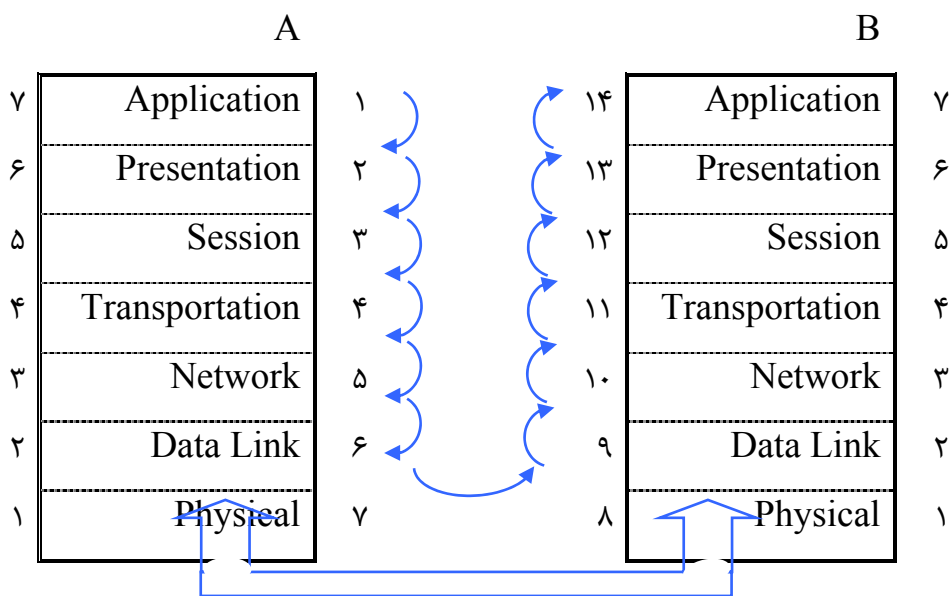 A B
۷ Application ۱ ۱۴ Application ۷
۶ Presentation ۲ ۱۳ Presentation ۶
۵ Session ۳ ۱۲ Session ۵
۴ Transportation ۴ ۱۱ Transportation ۴
۳ Network ۵ ۱۰ Network ۳
۲ Data Link ۶ ۹ Data Link ۲
۱ Physical ۷ ۸ Physical ۱